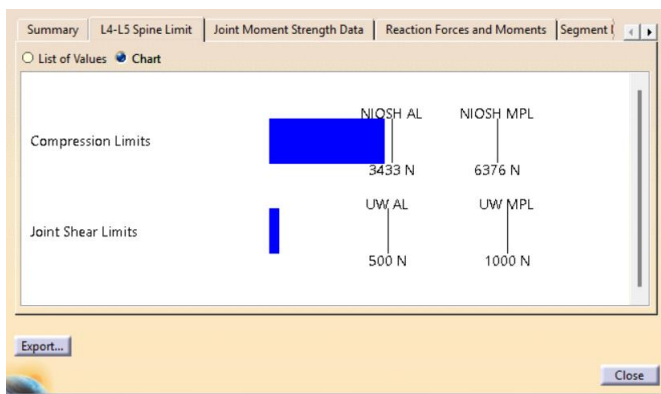 Summary L4-L5 Spine Limit Joint Moment Strength Data Reaction Forces and Moments Segment
List of Values Chart
NIOSH AL NIOSH MPL
Compression Limits
3433 N 6376 N
UW AL UW MPL
Joint Shear Limits
500 N 1000 N
Export...
Close